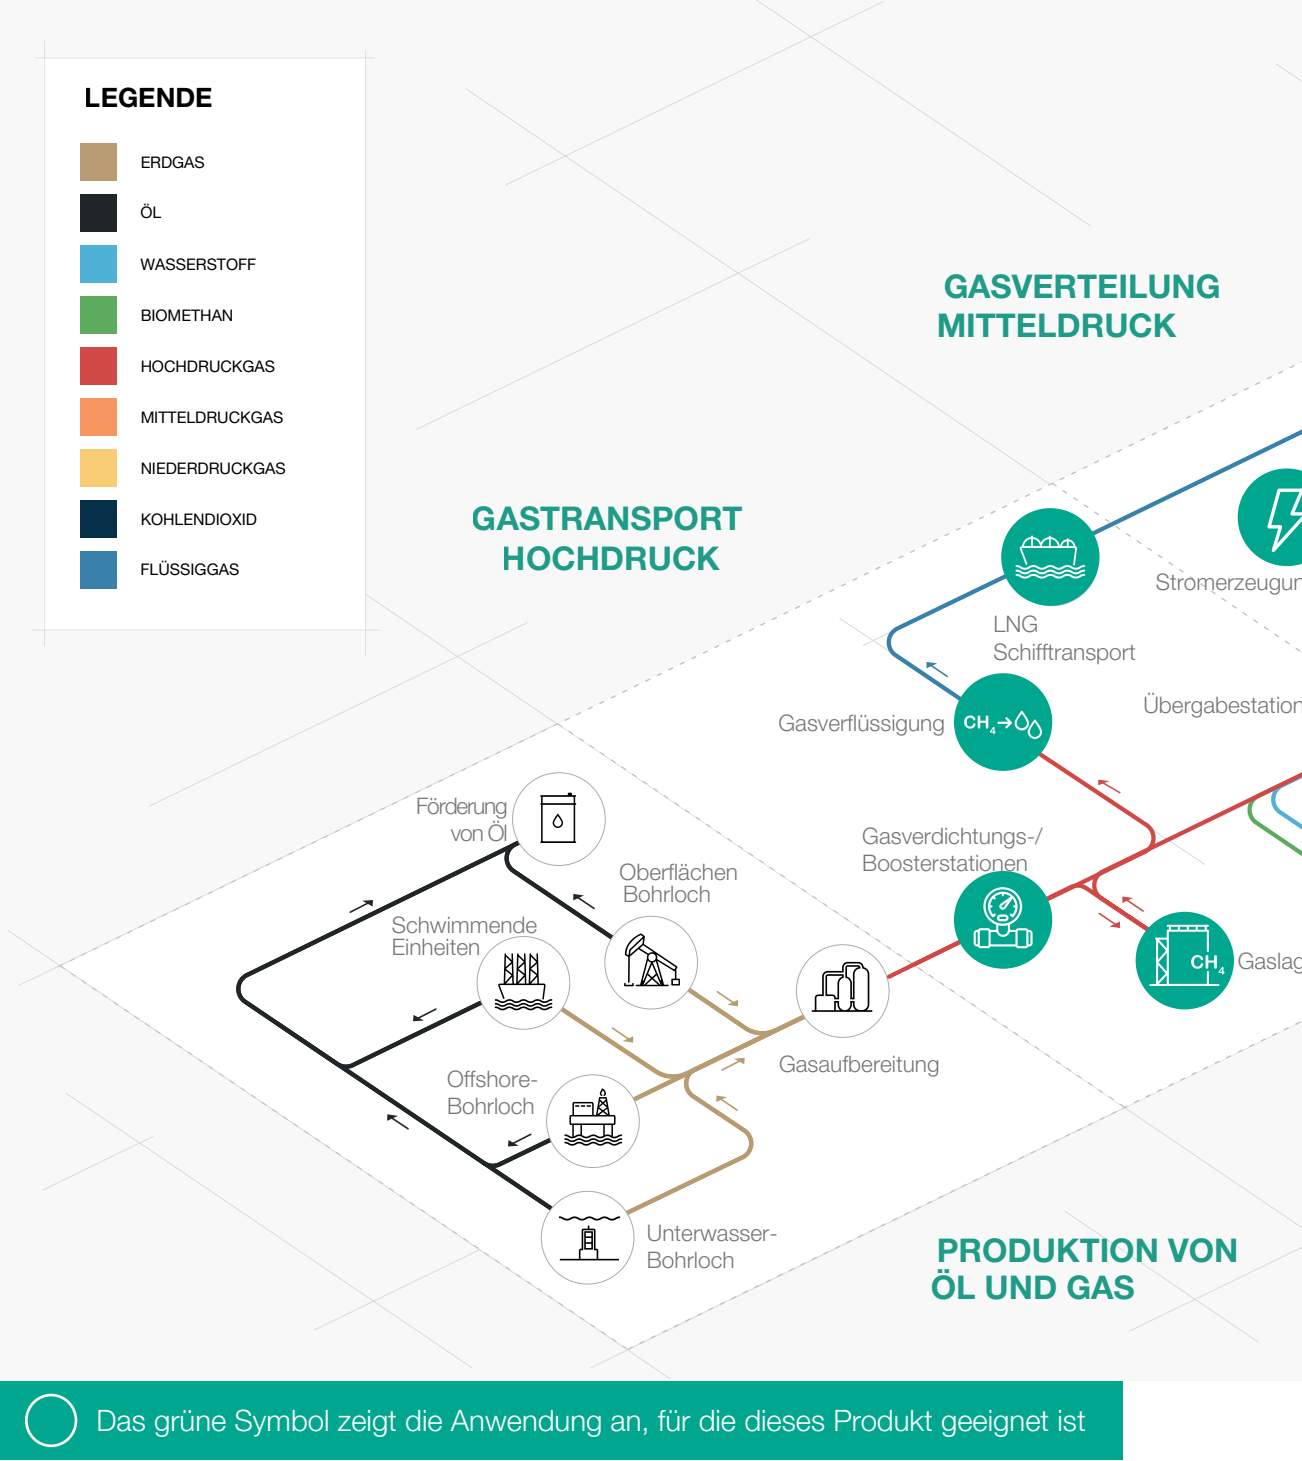 LEGENDE
ERDGAS
ÖL
WASSERSTOFF
BIOMETHAN
HOCHDRUCKGAS
MITTELDRUCKGAS
NIEDERDRUCKGAS
KOHLENDIOXID
FLÜSSIGGAS
GASVERTEILUNG
MITTELDRUCK
GASTRANSPORT
HOCHDRUCK
Stromerzeugun
LNG
Schifftransport
Übergabestation
Gasverflüssigung
CH₄→
Förderung
von Öl
Gasverdichtungs-/
Boosterstationen
Oberflächen
Bohrloch
Schwimmende
Einheiten
CH₄
Gaslag
Gasaufbereitung
Offshore-
Bohrloch
Unterwasser-
Bohrloch
PRODUKTION VON
ÖL UND GAS
Das grüne Symbol zeigt die Anwendung an, für die dieses Produkt geeignet ist